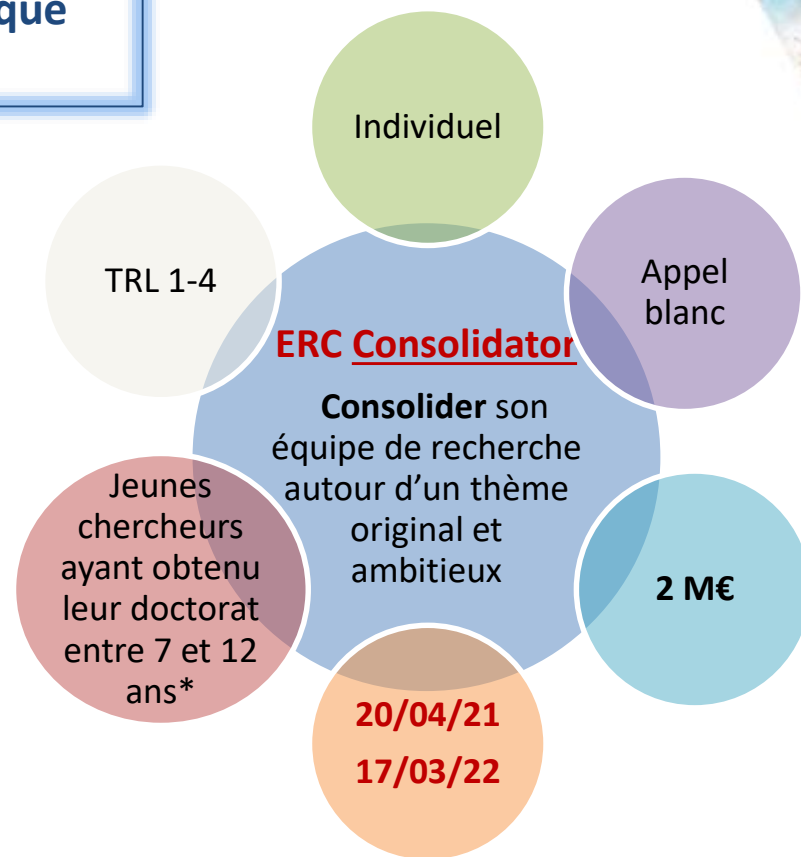 que
Individuel
Appel
blanc
TRL 1-4
ERC Consolidator
Consolider son
équipe de recherche
autour d’un thème
original et
ambitieux
2 M€
Jeunes
chercheurs
ayant obtenu
leur doctorat
entre 7 et 12
ans*
20/04/21
17/03/22